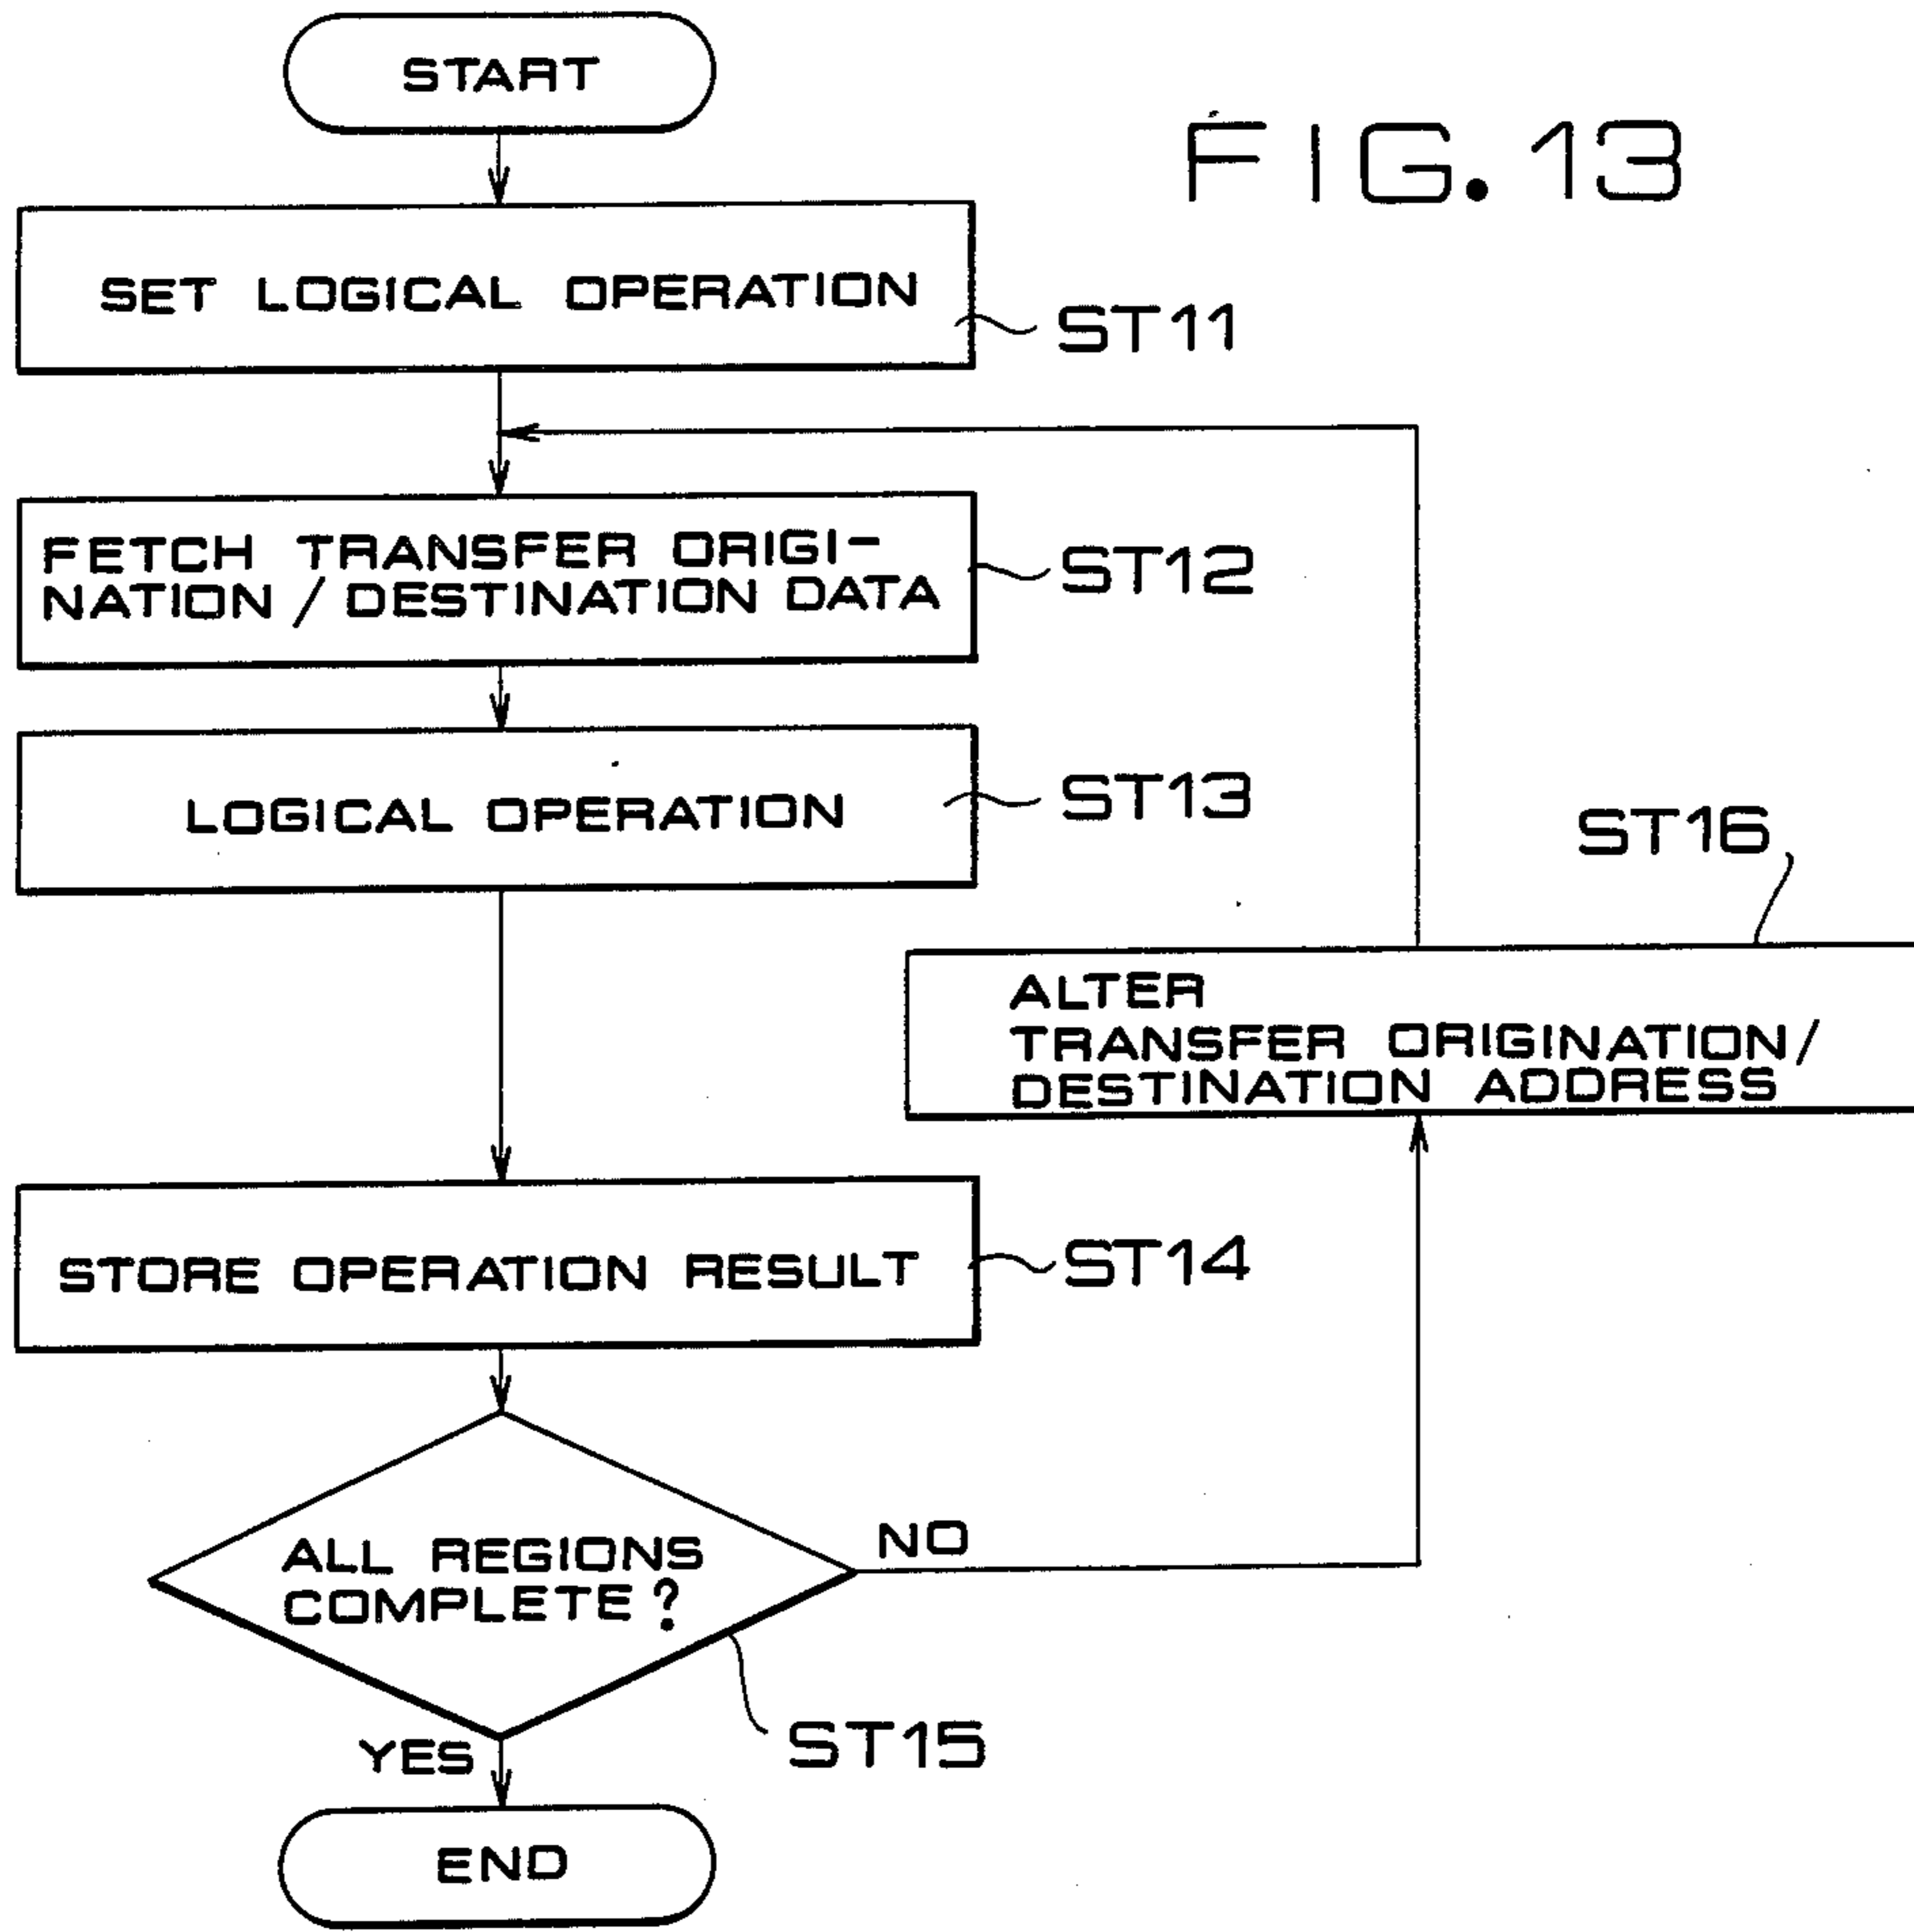 START
FIG. 13
SET LOGICAL OPERATION
ST11
FETCH TRANSFER ORIGI-
NATION / DESTINATION DATA
ST12
LOGICAL OPERATION
ST13
ST16
ALTER
TRANSFER ORIGINATION/
DESTINATION ADDRESS
STORE OPERATION RESULT
ST14
ALL REGIONS
COMPLETE?
NO
ST15
YES
END